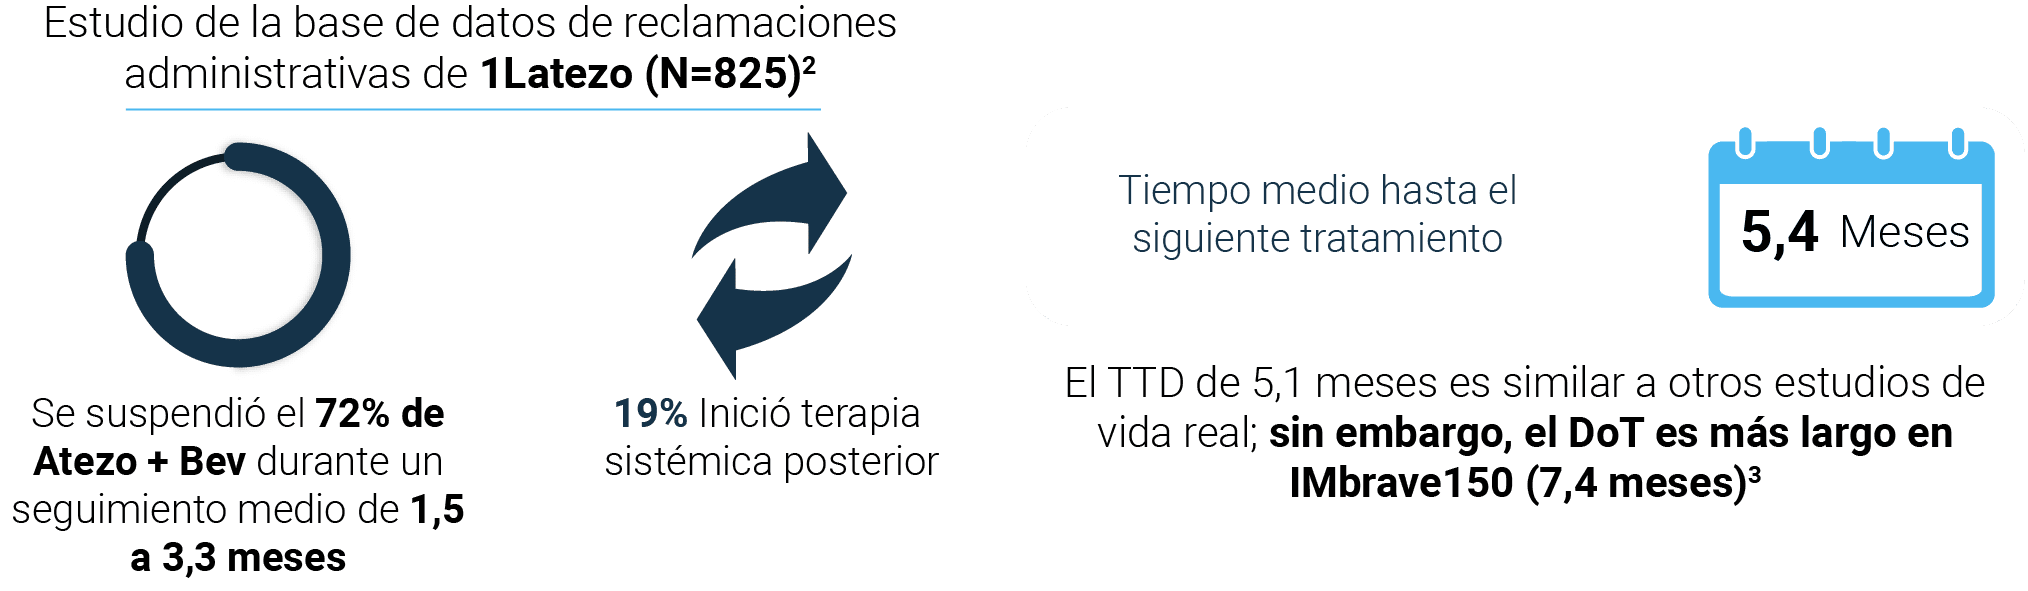 Estudio de la base de datos de reclamaciones
administrativas de 1Latezo (N=825)²
Se suspendió el 72% de
Atezo + Bev durante un
seguimiento medio de 1,5
a 3,3 meses
19% Inició terapia
sistémica posterior
Tiempo medio hasta el
siguiente tratamiento
5,4 Meses
El TTD de 5,1 meses es similar a otros estudios de
vida real; sin embargo, el DoT es más largo en
IMbrave150 (7,4 meses)³